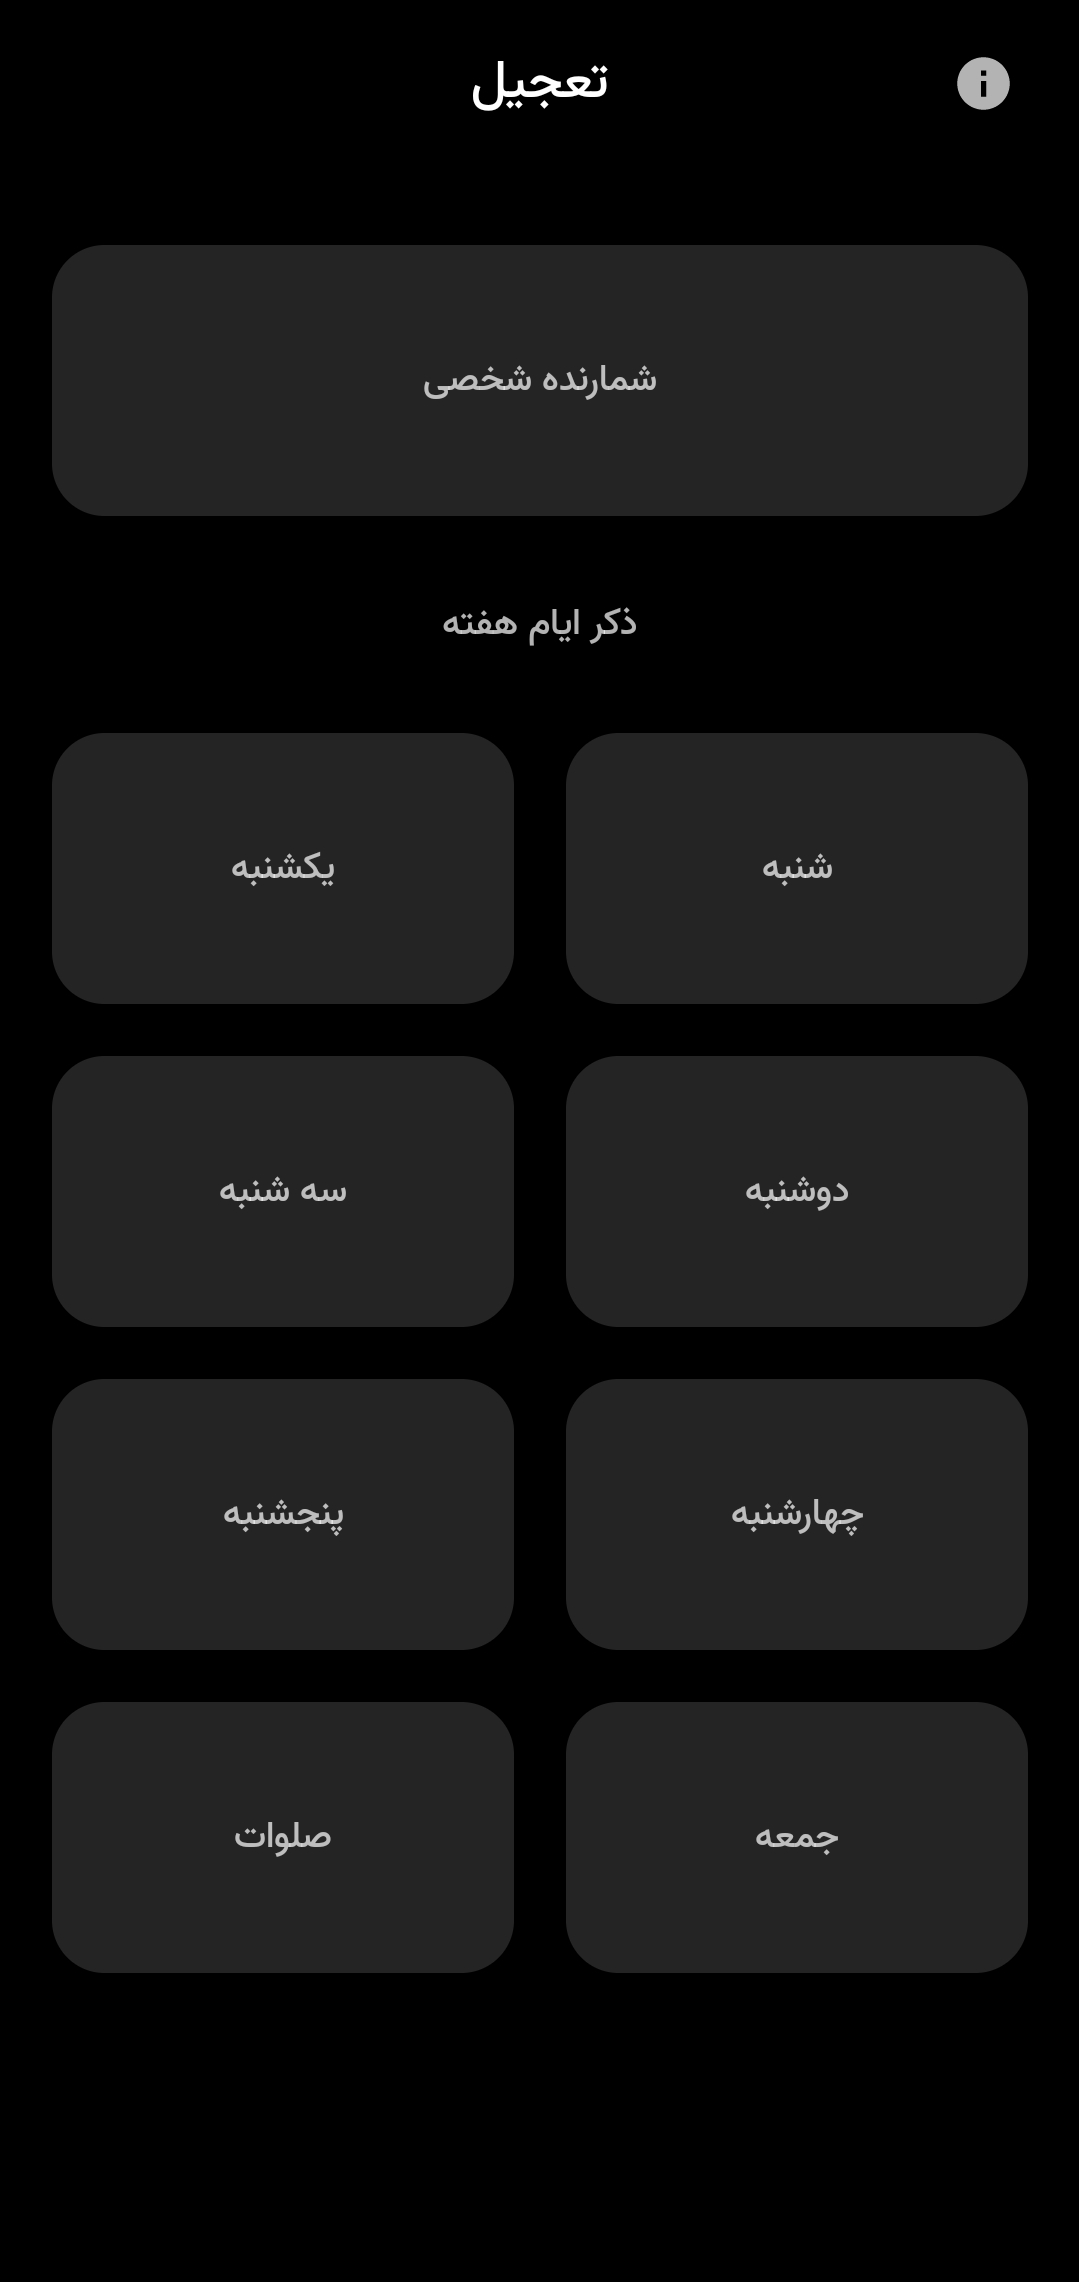 تعجیل
شمارنده شخصی
ذکر ایام هفته
شنبه
یکشنبه
دوشنبه
سه شنبه
چهارشنبه
پنجشنبه
جمعه
صلوات